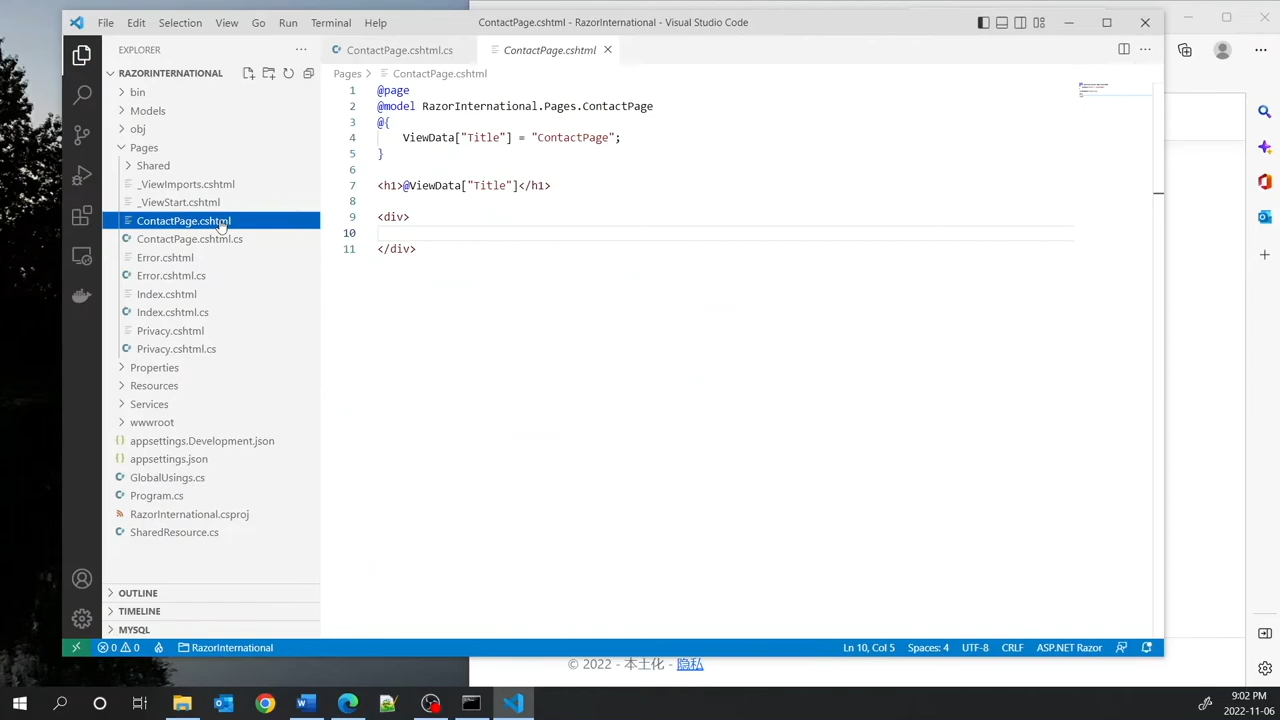 File Edit Selection View Go Run Terminal Help
ContactPage.cshtml - RazorInternational - Visual Studio Code
EXPLORER
RAZORINTERNATIONAL
bin
Models
obj
Pages
Shared
_ViewImports.cshtml
_ViewStart.cshtml
ContactPage.cshtml
ContactPage.cshtml.cs
Error.cshtml
Error.cshtml.cs
Index.cshtml
Index.cshtml.cs
Privacy.cshtml
Privacy.cshtml.cs
Properties
Resources
Services
wwwroot
appsettings.Development.json
appsettings.json
GlobalUsings.cs
Program.cs
RazorInternational.csproj
SharedResource.cs
OUTLINE
TIMELINE
MYSQL
ContactPage.cshtml.cs ContactPage.cshtml
Pages > ContactPage.cshtml
1 @page
2 @model RazorInternational.Pages.ContactPage
3 @{
4 ViewData["Title"] = "ContactPage";
5 }
6
7 <h1>@ViewData["Title"]</h1>
8
9 <div>
10
11 </div>
0 0 RazorInternational Ln 10, Col 5 Spaces: 4 UTF-8 CRLF ASP.NET Razor
© 2022 - 本土化 - 隐私
9:02 PM
2022-11-06